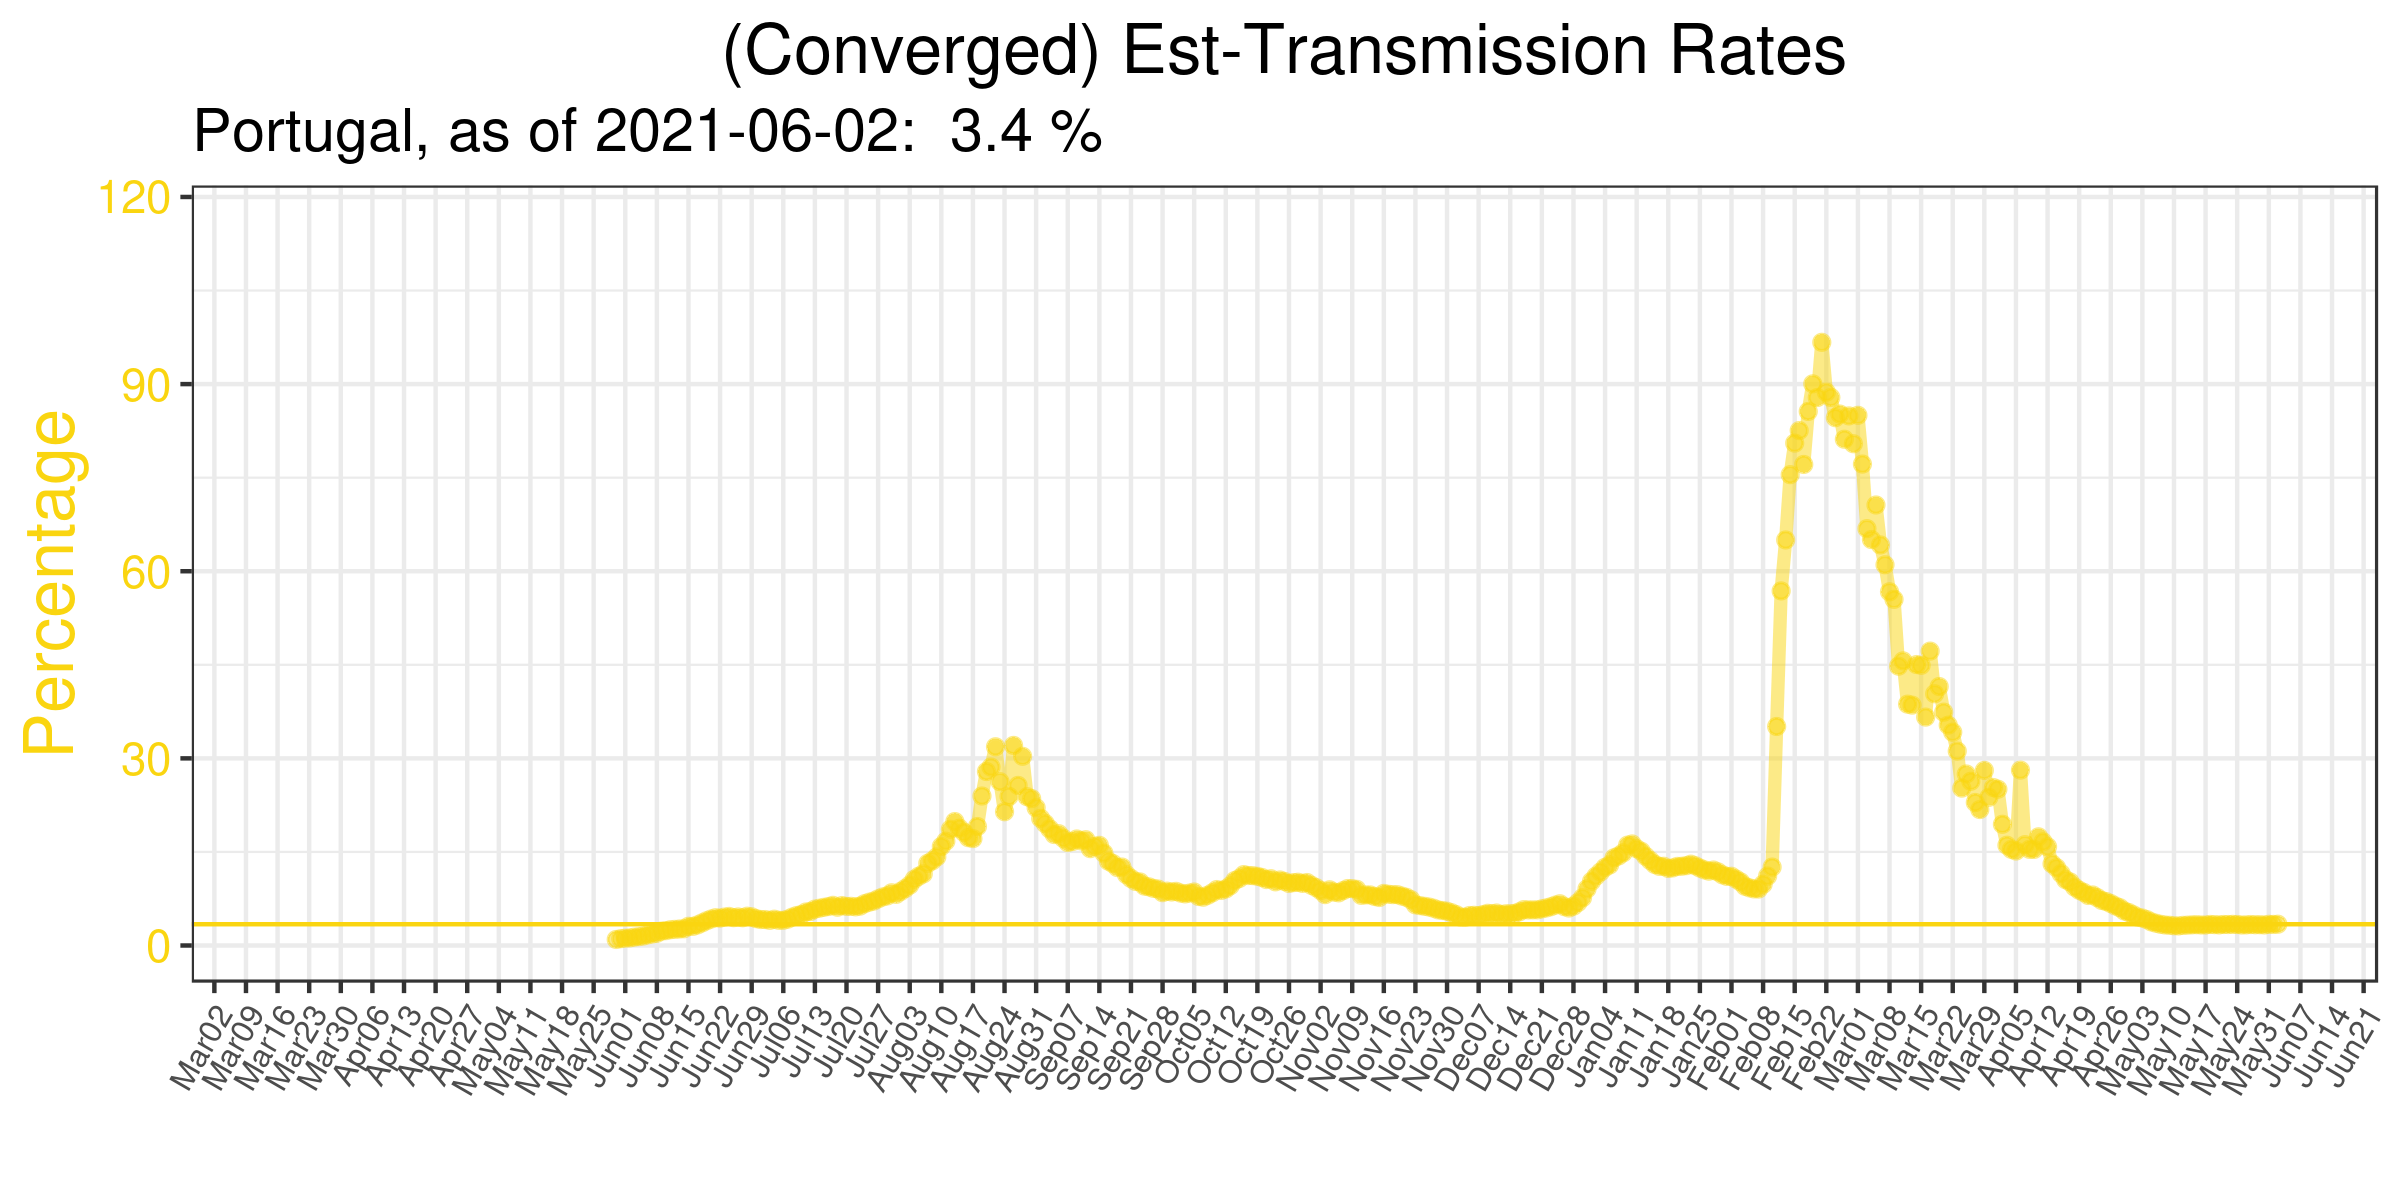 (Converged) Est-Transmission Rates
Portugal, as of 2021-06-02:  3.4 %
Percentage
120
90
60
30
0
Mar02
Mar09
Mar16
Mar23
Mar30
Apr06
Apr13
Apr20
Apr27
May04
May11
May18
May25
Jun01
Jun08
Jun15
Jun22
Jun29
Jul06
Jul13
Jul20
Jul27
Aug03
Aug10
Aug17
Aug24
Aug31
Sep07
Sep14
Sep21
Sep28
Oct05
Oct12
Oct19
Oct26
Nov02
Nov09
Nov16
Nov23
Nov30
Dec07
Dec14
Dec21
Dec28
Jan04
Jan11
Jan18
Jan25
Feb01
Feb08
Feb15
Feb22
Mar01
Mar08
Mar15
Mar22
Mar29
Apr05
Apr12
Apr19
Apr26
May03
May10
May17
May24
May31
Jun07
Jun14
Jun21